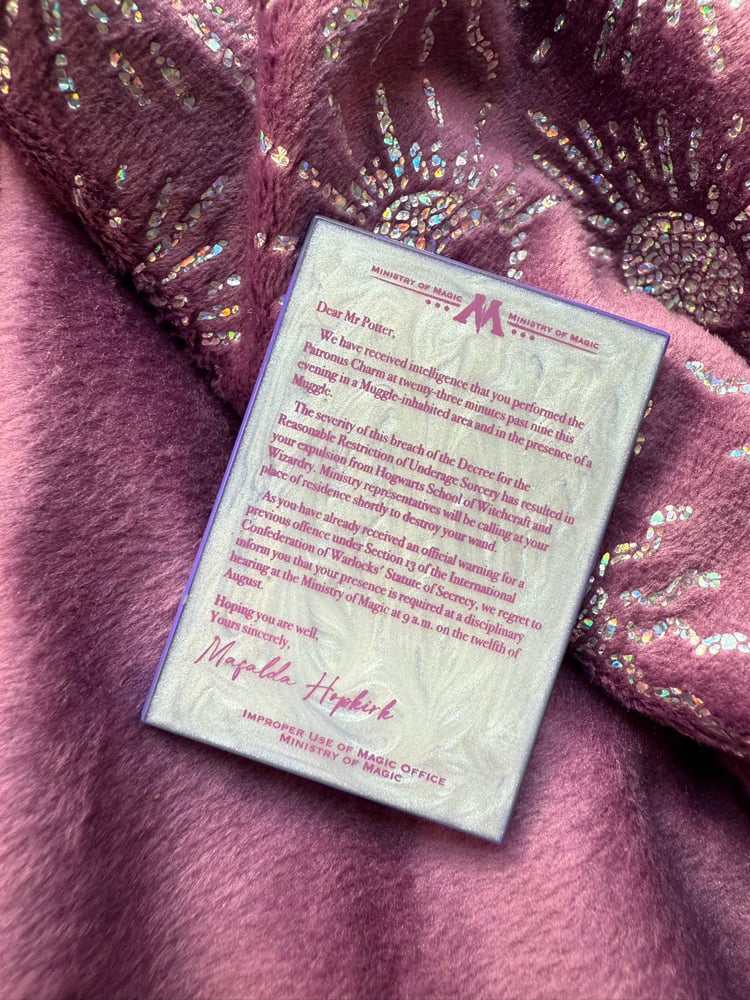 MINISTRY OF MAGIC M MINISTRY OF MAGIC
Dear Mr Potter,
We have received intelligence that you performed the
Patronus Charm at twenty-three minutes past nine this
evening in a Muggle-inhabited area and in the presence of a
Muggle.
The severity of this breach of the Decree for the
Reasonable Restriction of Underage Sorcery has resulted in
your expulsion from Hogwarts School of Witchcraft and
Wizardry. Ministry representatives will be calling at your
place of residence shortly to destroy your wand.
As you have already received an official warning for a
previous offence under Section 13 of the International
Confederation of Warlocks' Statute of Secrecy, we regret to
inform you that your presence is required at a disciplinary
hearing at the Ministry of Magic at 9 a.m. on the twelfth of
August.
Hoping you are well,
Yours sincerely,
Mafalda Hopkirk
IMPROPER USE OF MAGIC OFFICE
MINISTRY OF MAGIC